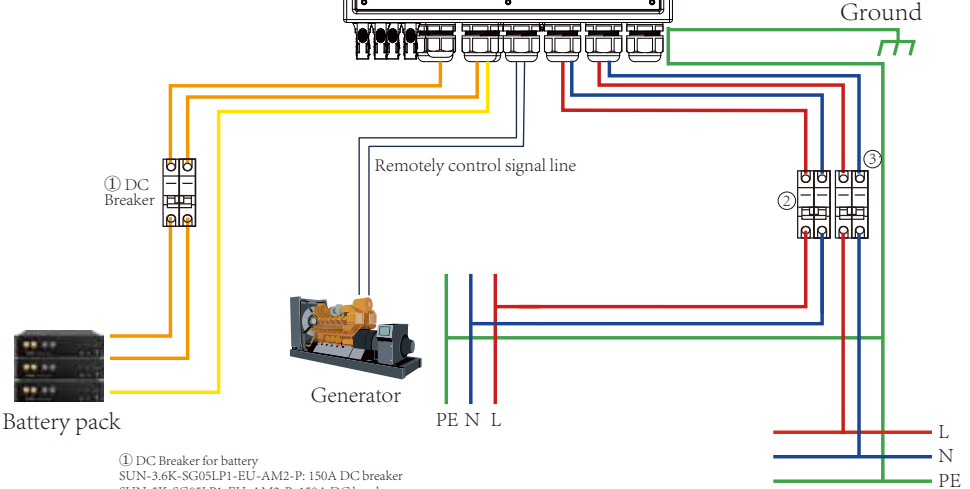 Ground
Remotely control signal line
③
① DC
Breaker
②
Generator
Battery pack
PE N L
L
N
PE
① DC Breaker for battery
SUN-3.6K-SG05LP1-EU-AM2-P: 150A DC breaker